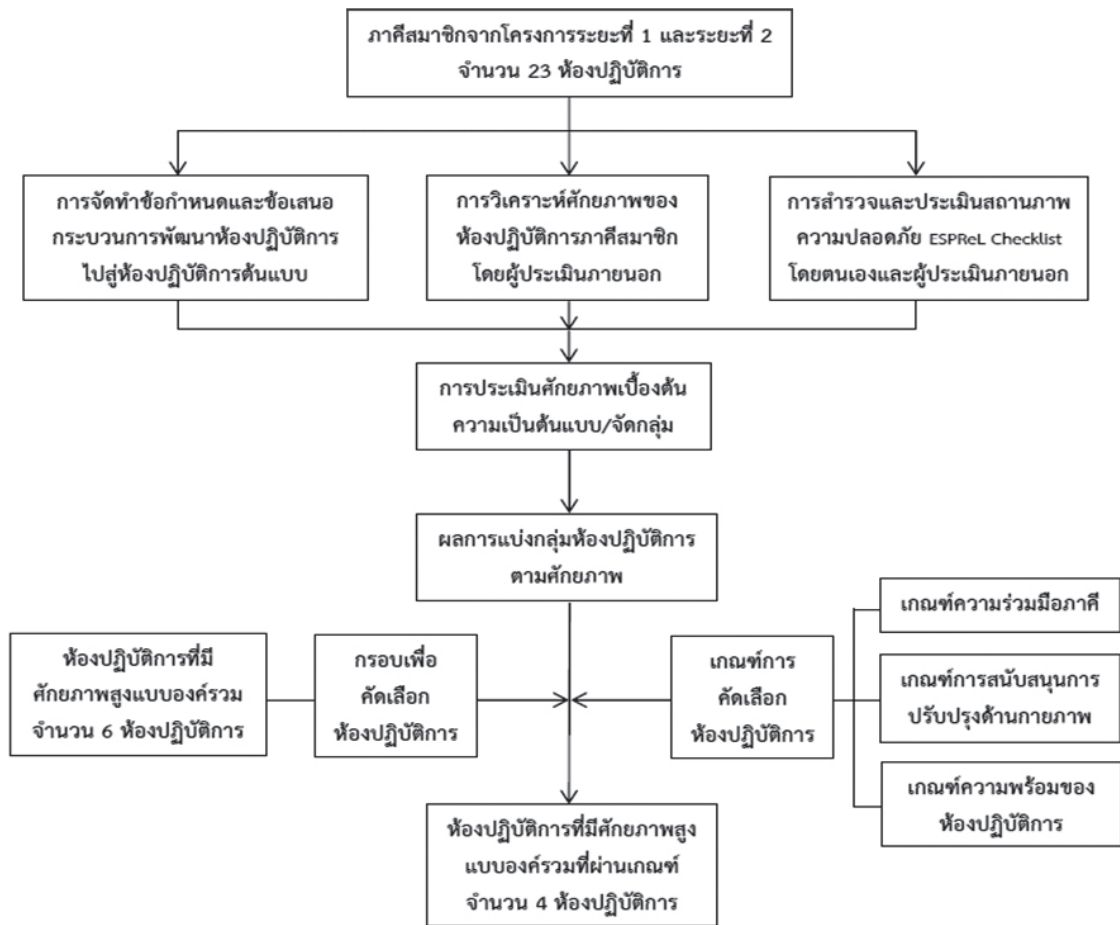 ภาคีสมาชิกจากโครงการระยะที่ 1 และระยะที่ 2
จำนวน 23 ห้องปฏิบัติการ
การจัดทำข้อกำหนดและข้อเสนอ
กระบวนการพัฒนาห้องปฏิบัติการ
ไปสู่ห้องปฏิบัติการต้นแบบ
การวิเคราะห์ศักยภาพของ
ห้องปฏิบัติการภาคีสมาชิก
โดยผู้ประเมินภายนอก
การสำรวจและประเมินสถานภาพ
ความปลอดภัย ESPReL Checklist
โดยตนเองและผู้ประเมินภายนอก
การประเมินศักยภาพเบื้องต้น
ความเป็นต้นแบบ/จัดกลุ่ม
ผลการแบ่งกลุ่มห้องปฏิบัติการ
ตามศักยภาพ
ห้องปฏิบัติการที่มี
ศักยภาพสูงแบบองค์รวม
จำนวน 6 ห้องปฏิบัติการ
กรอบเพื่อ
คัดเลือก
ห้องปฏิบัติการ
เกณฑ์การ
คัดเลือก
ห้องปฏิบัติการ
เกณฑ์ความร่วมมือภาคี
เกณฑ์การสนับสนุนการ
ปรับปรุงด้านกายภาพ
เกณฑ์ความพร้อมของ
ห้องปฏิบัติการ
ห้องปฏิบัติการที่มีศักยภาพสูง
แบบองค์รวมที่ผ่านเกณฑ์
จำนวน 4 ห้องปฏิบัติการ